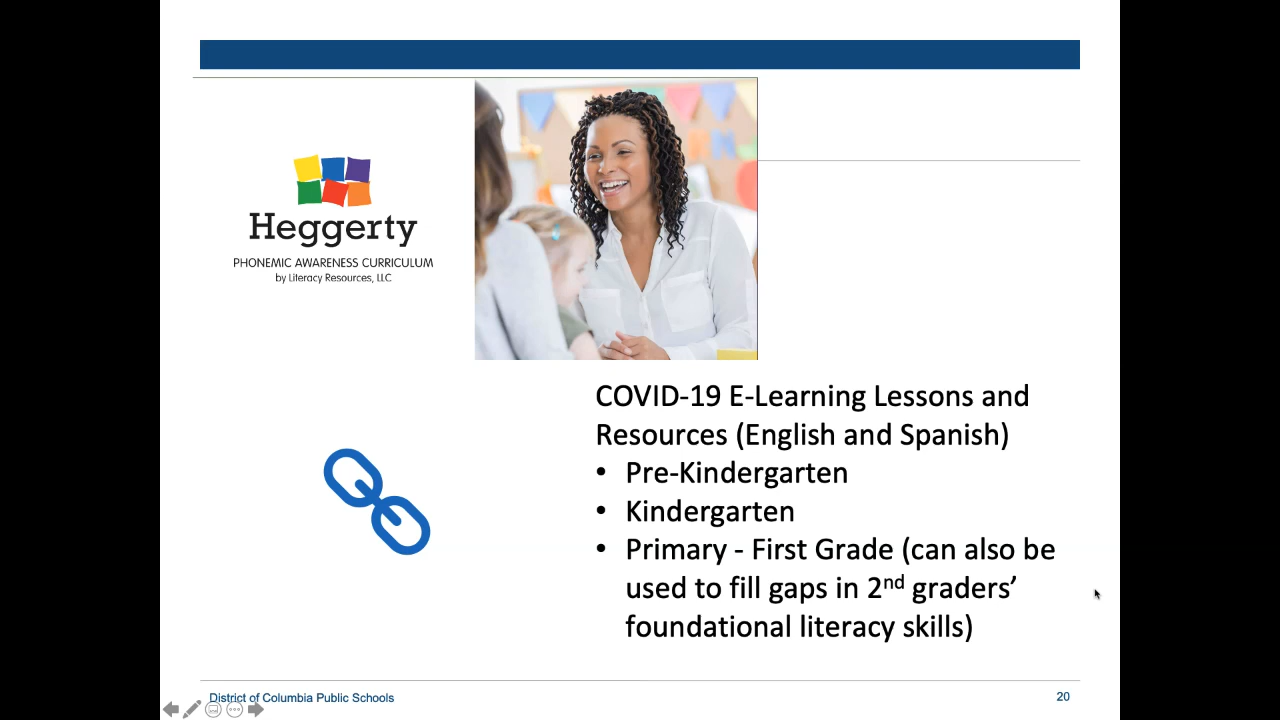 Heggerty
PHONEMIC AWARENESS CURRICULUM
by Literacy Resources, LLC
COVID-19 E-Learning Lessons and
Resources (English and Spanish)
• Pre-Kindergarten
• Kindergarten
• Primary - First Grade (can also be
used to fill gaps in 2nd graders’
foundational literacy skills)
District of Columbia Public Schools
20